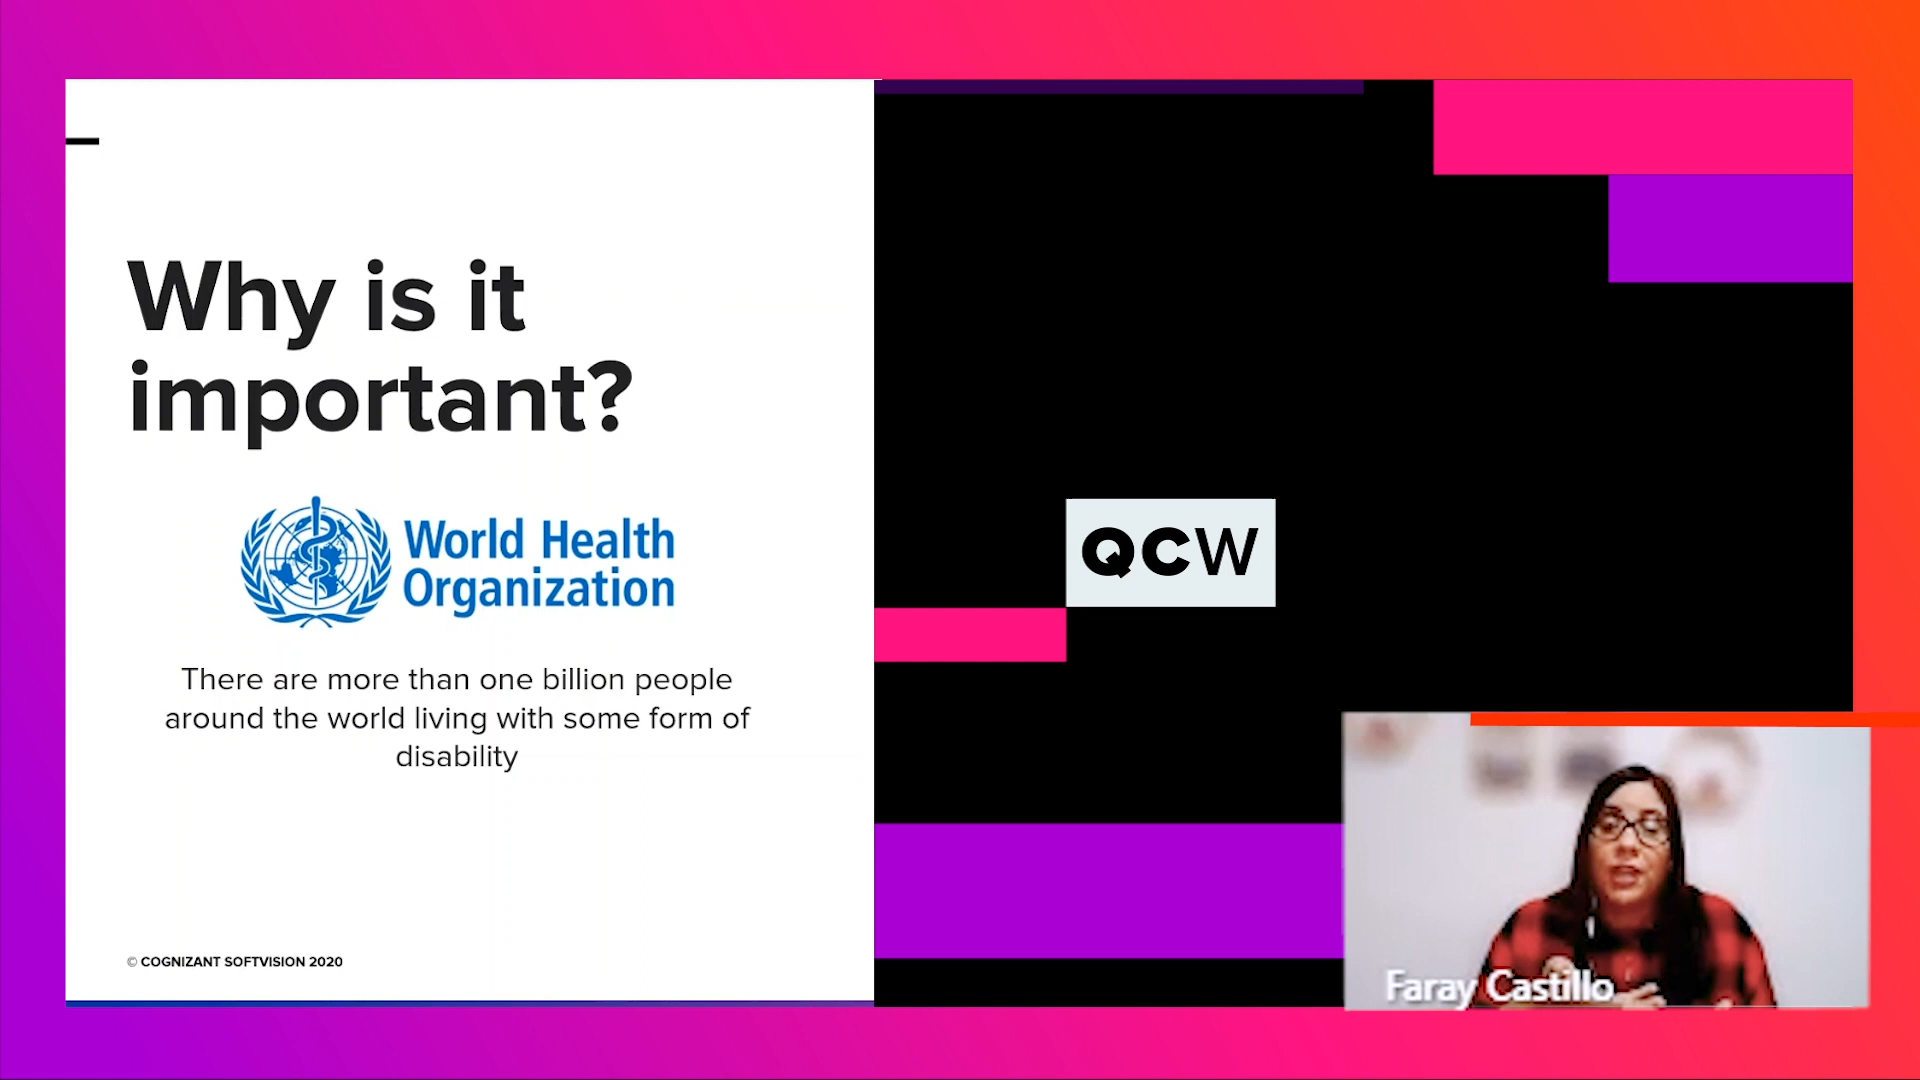 Why is it
important?
World Health
Organization
There are more than one billion people
around the world living with some form of
disability
© COGNIZANT SOFTVISION 2020
QCW
Faray Castillo